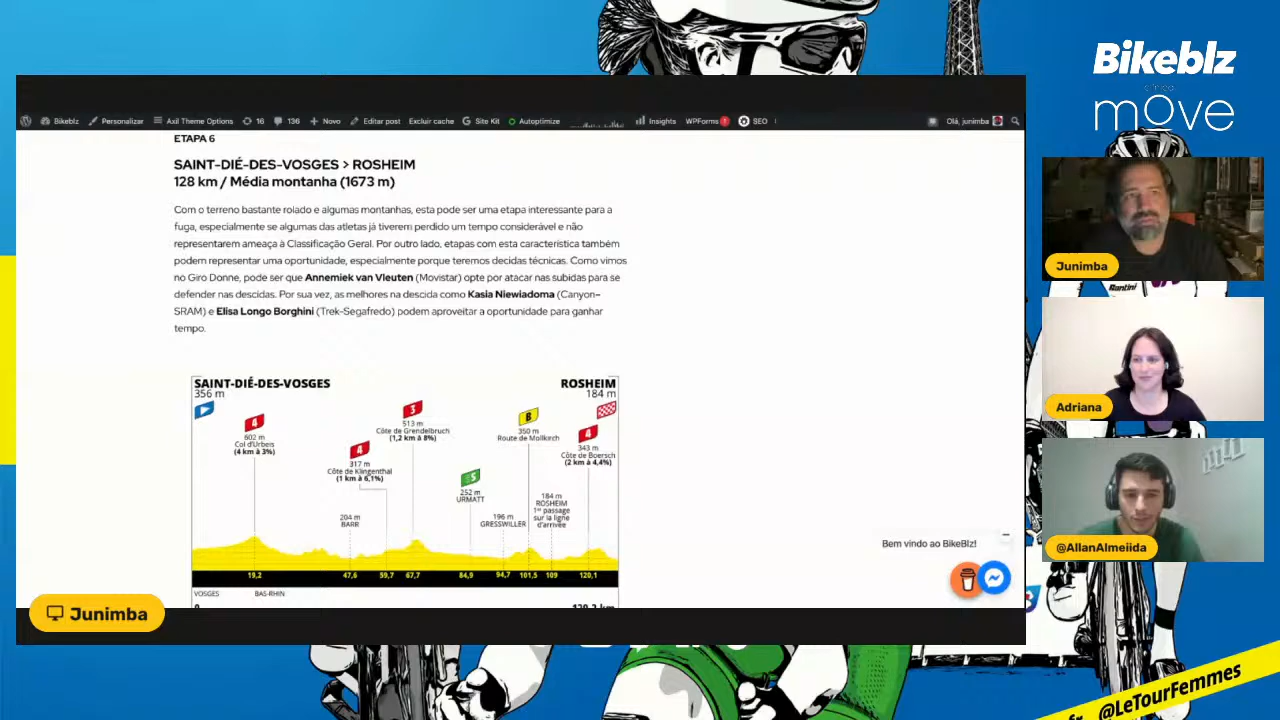 Bikeblz
clínica
move
Bikeblz
Personalizar
Axil Theme Options
16
136
Novo
Editar post
Excluir cache
Site Kit
Autoptimize
Insights
WPForms
SEO
Olá, junimba
ETAPA 6
SAINT-DIÉ-DES-VOSGES > ROSHEIM
128 km / Média montanha (1673 m)
Com o terreno bastante rolado e algumas montanhas, esta pode ser uma etapa interessante para a
fuga, especialmente se algumas das atletas já tiverem perdido um tempo considerável e não
representarem ameaça à Classificação Geral. Por outro lado, etapas com esta característica também
podem representar uma oportunidade, especialmente porque teremos decidas técnicas. Como vimos
no Giro Donne, pode ser que Annemiek van Vleuten (Movistar) opte por atacar nas subidas para se
defender nas descidas. Por sua vez, as melhores na descida como Kasia Niewiadoma (Canyon-
SRAM) e Elisa Longo Borghini (Trek-Segafredo) podem aproveitar a oportunidade para ganhar
tempo.
SAINT-DIÉ-DES-VOSGES
356 m
ROSHEIM
184 m
4
602 m
Col d'Urbeis
(4 km à 3%)
4
317 m
Côte de Klingenthal
(1 km à 6,1%)
3
513 m
Côte de Grendelbruch
(1,2 km à 8%)
S
252 m
URMATT
B
350 m
Route de Mollkirch
4
343 m
Côte de Boersch
(2 km à 4,4%)
204 m
BARR
196 m
GRESSWILLER
184 m
ROSHEIM
1er passage
sur la ligne
d'arrivée
19,2
47,6
59,7
67,7
84,9
94,7
101,5
109
120,1
VOSGES
BAS-RHIN
Bem vindo ao BikeBlz!
Junimba
Junimba
Santini
Adriana
@AllanAlmeiida
.fr
@LeTourFemmes